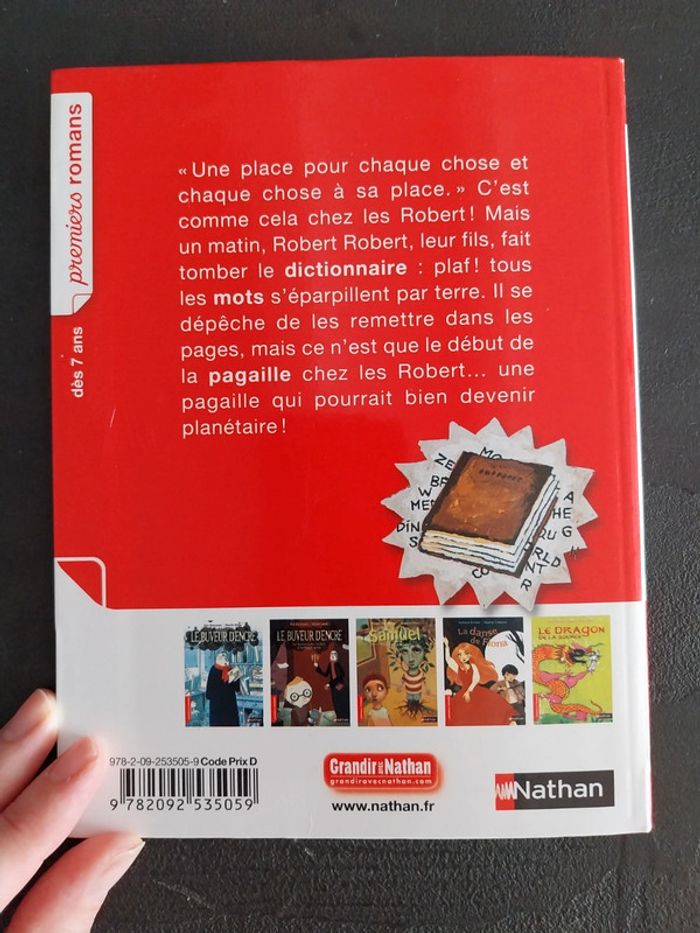 premiers romans
dès 7 ans
« Une place pour chaque chose et
chaque chose à sa place. » C'est
comme cela chez les Robert ! Mais
un matin, Robert Robert, leur fils, fait
tomber le dictionnaire : plaf ! tous
les mots s'éparpillent par terre. Il se
dépêche de les remettre dans les
pages, mais ce n'est que le début de
la pagaille chez les Robert... une
pagaille qui pourrait bien devenir
planétaire !
LE BUVEUR D'ENCRE
LE BUVEUR D'ENCRE
Samuel
La danse
de Fiona
LE DRAGON
DE LA SOURCE
978-2-09-253505-9 Code Prix D
9 782092 535059
Grandir avec Nathan
grandiravecnathan.com
www.nathan.fr
Nathan